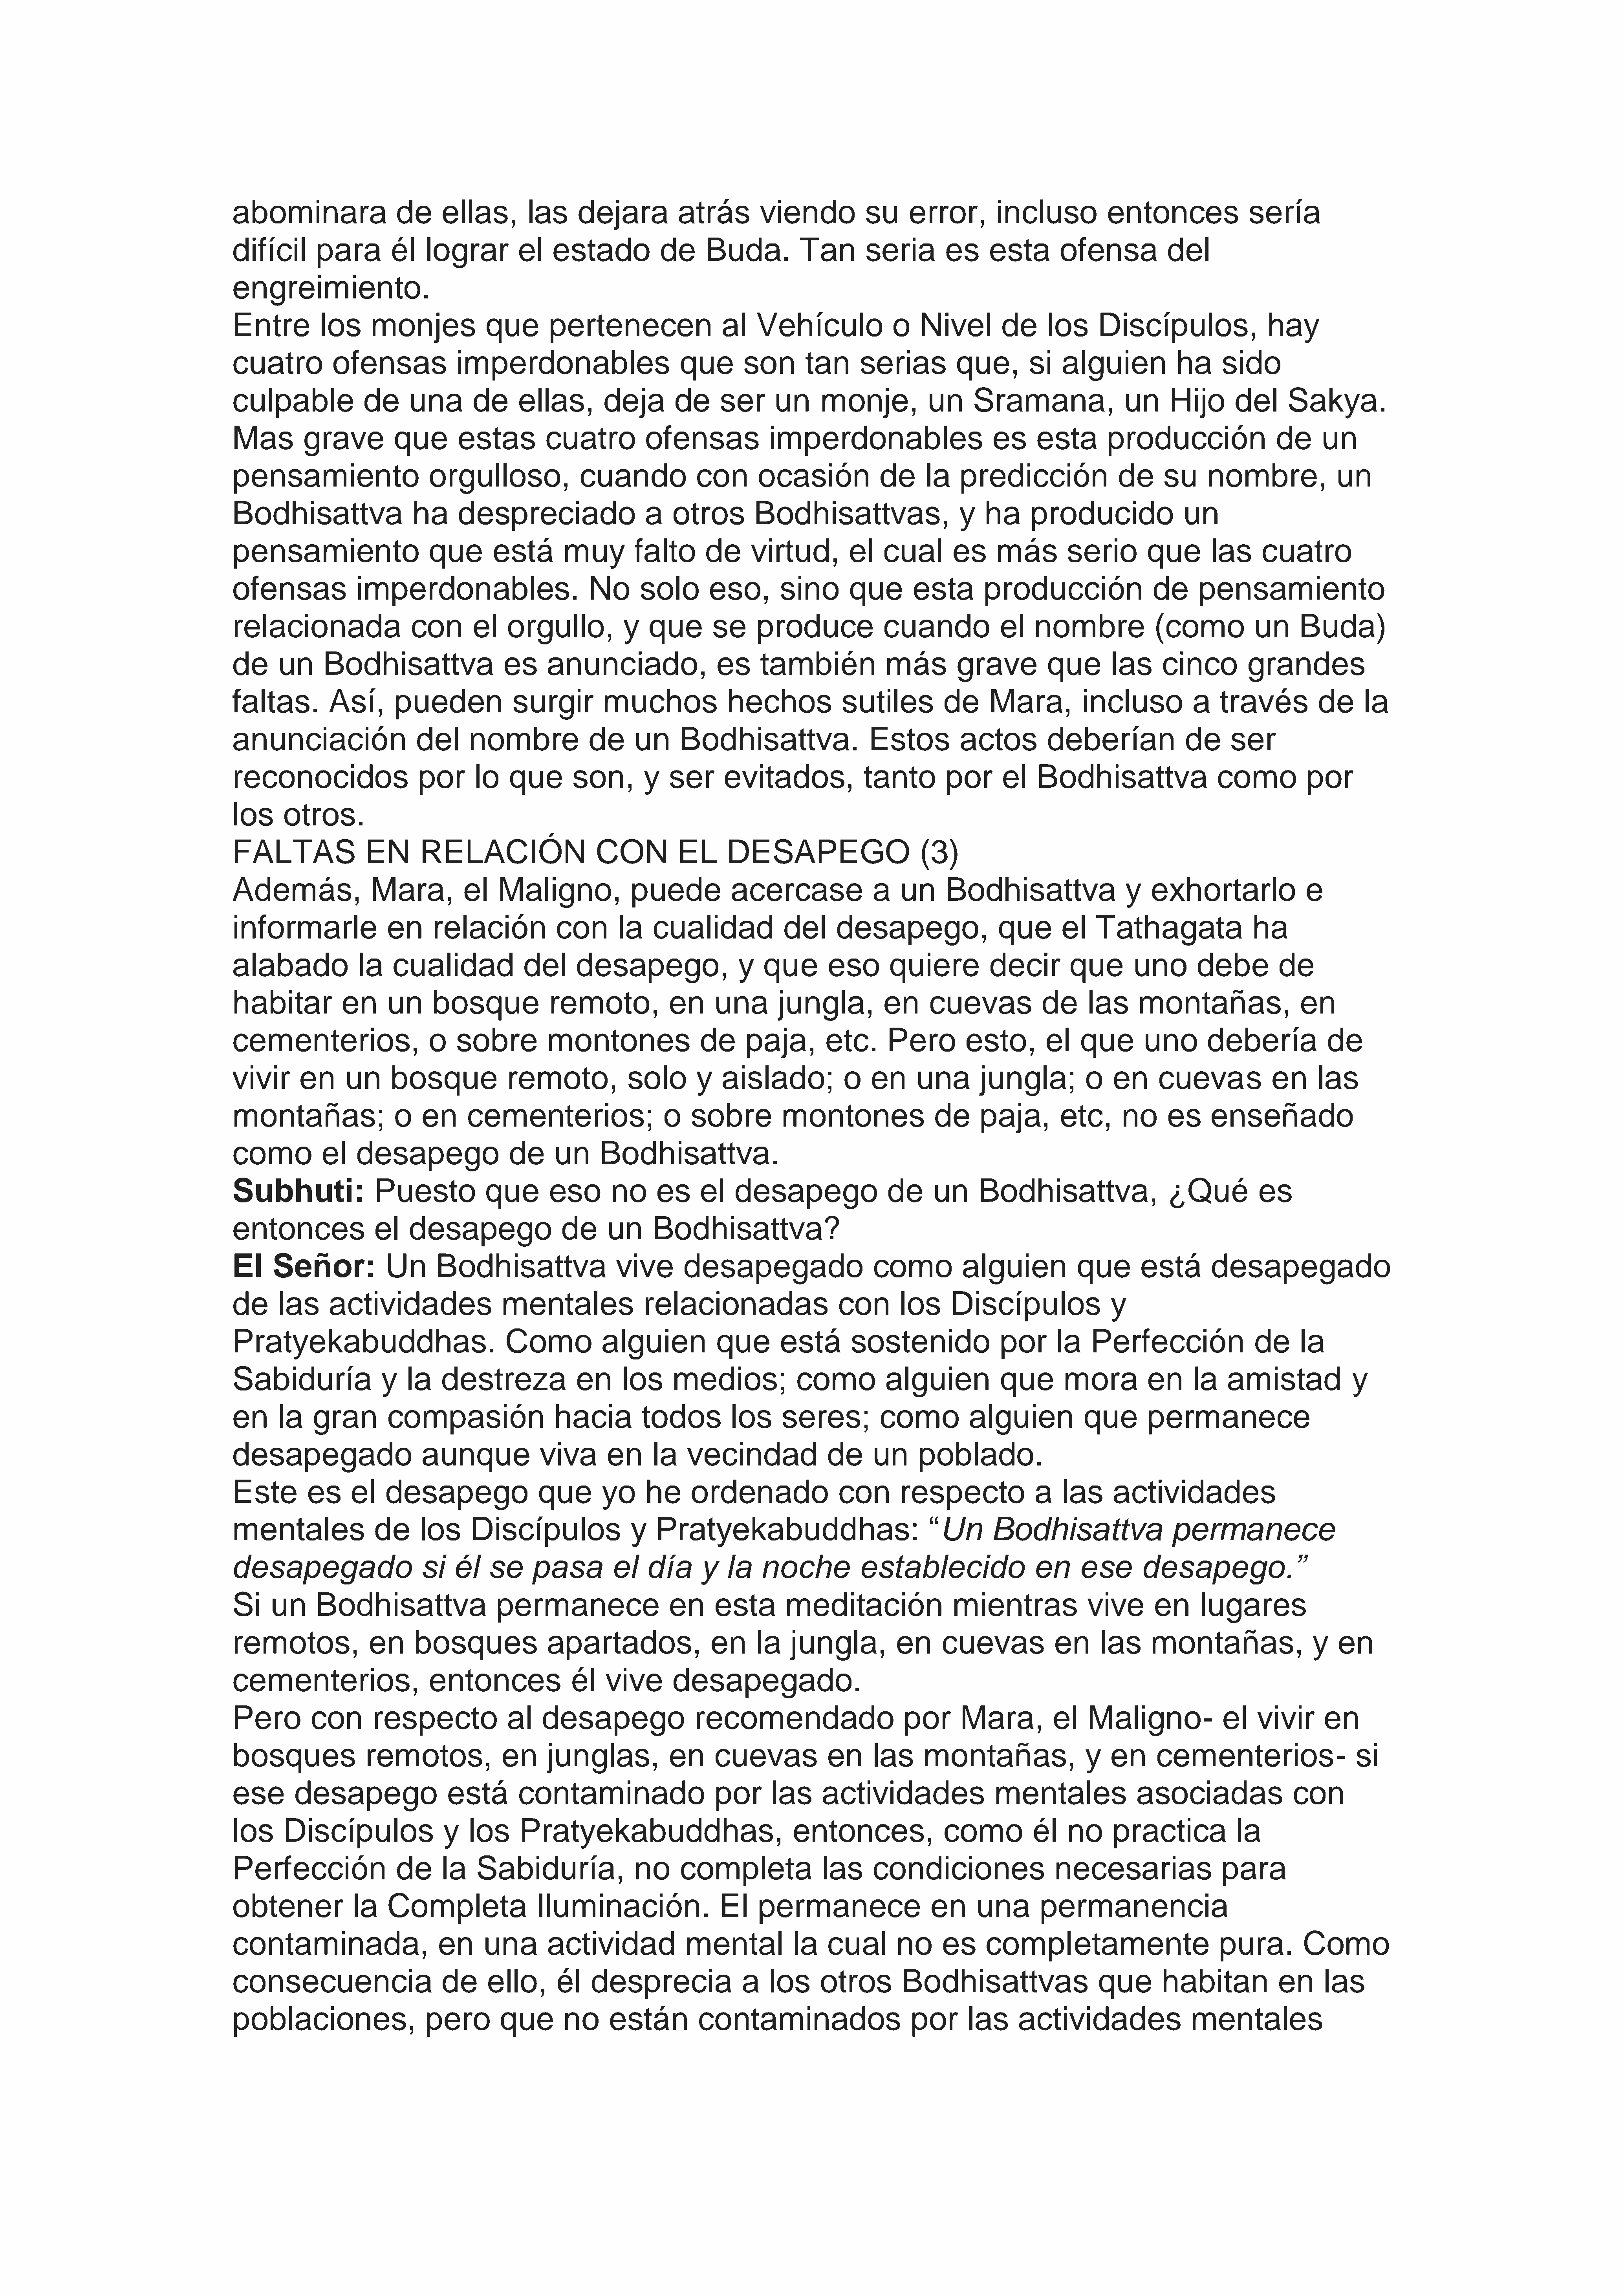 abominara de ellas, las dejara atrás viendo su error, incluso entonces sería
difícil para él lograr el estado de Buda. Tan seria es esta ofensa del
engreimiento.
Entre los monjes que pertenecen al Vehículo o Nivel de los Discípulos, hay
cuatro ofensas imperdonables que son tan serias que, si alguien ha sido
culpable de una de ellas, deja de ser un monje, un Sramana, un Hijo del Sakya.
Mas grave que estas cuatro ofensas imperdonables es esta producción de un
pensamiento orgulloso, cuando con ocasión de la predicción de su nombre, un
Bodhisattva ha despreciado a otros Bodhisattvas, y ha producido un
pensamiento que está muy falto de virtud, el cual es más serio que las cuatro
ofensas imperdonables. No solo eso, sino que esta producción de pensamiento
relacionada con el orgullo, y que se produce cuando el nombre (como un Buda)
de un Bodhisattva es anunciado, es también más grave que las cinco grandes
faltas. Así, pueden surgir muchos hechos sutiles de Mara, incluso a través de la
anunciación del nombre de un Bodhisattva. Estos actos deberían de ser
reconocidos por lo que son, y ser evitados, tanto por el Bodhisattva como por
los otros.
FALTAS EN RELACIÓN CON EL DESAPEGO (3)
Además, Mara, el Maligno, puede acercase a un Bodhisattva y exhortarlo e
informarle en relación con la cualidad del desapego, que el Tathagata ha
alabado la cualidad del desapego, y que eso quiere decir que uno debe de
habitar en un bosque remoto, en una jungla, en cuevas de las montañas, en
cementerios, o sobre montones de paja, etc. Pero esto, el que uno debería de
vivir en un bosque remoto, solo y aislado; o en una jungla; o en cuevas en las
montañas; o en cementerios; o sobre montones de paja, etc, no es enseñado
como el desapego de un Bodhisattva.
Subhuti: Puesto que eso no es el desapego de un Bodhisattva, ¿Qué es
entonces el desapego de un Bodhisattva?
El Señor: Un Bodhisattva vive desapegado como alguien que está desapegado
de las actividades mentales relacionadas con los Discípulos y
Pratyekabuddhas. Como alguien que está sostenido por la Perfección de la
Sabiduría y la destreza en los medios; como alguien que mora en la amistad y
en la gran compasión hacia todos los seres; como alguien que permanece
desapegado aunque viva en la vecindad de un poblado.
Este es el desapego que yo he ordenado con respecto a las actividades
mentales de los Discípulos y Pratyekabuddhas: “Un Bodhisattva permanece
desapegado si él se pasa el día y la noche establecido en ese desapego.”
Si un Bodhisattva permanece en esta meditación mientras vive en lugares
remotos, en bosques apartados, en la jungla, en cuevas en las montañas, y en
cementerios, entonces él vive desapegado.
Pero con respecto al desapego recomendado por Mara, el Maligno- el vivir en
bosques remotos, en junglas, en cuevas en las montañas, y en cementerios- si
ese desapego está contaminado por las actividades mentales asociadas con
los Discípulos y los Pratyekabuddhas, entonces, como él no practica la
Perfección de la Sabiduría, no completa las condiciones necesarias para
obtener la Completa Iluminación. El permanece en una permanencia
contaminada, en una actividad mental la cual no es completamente pura. Como
consecuencia de ello, él desprecia a los otros Bodhisattvas que habitan en las
poblaciones, pero que no están contaminados por las actividades mentales